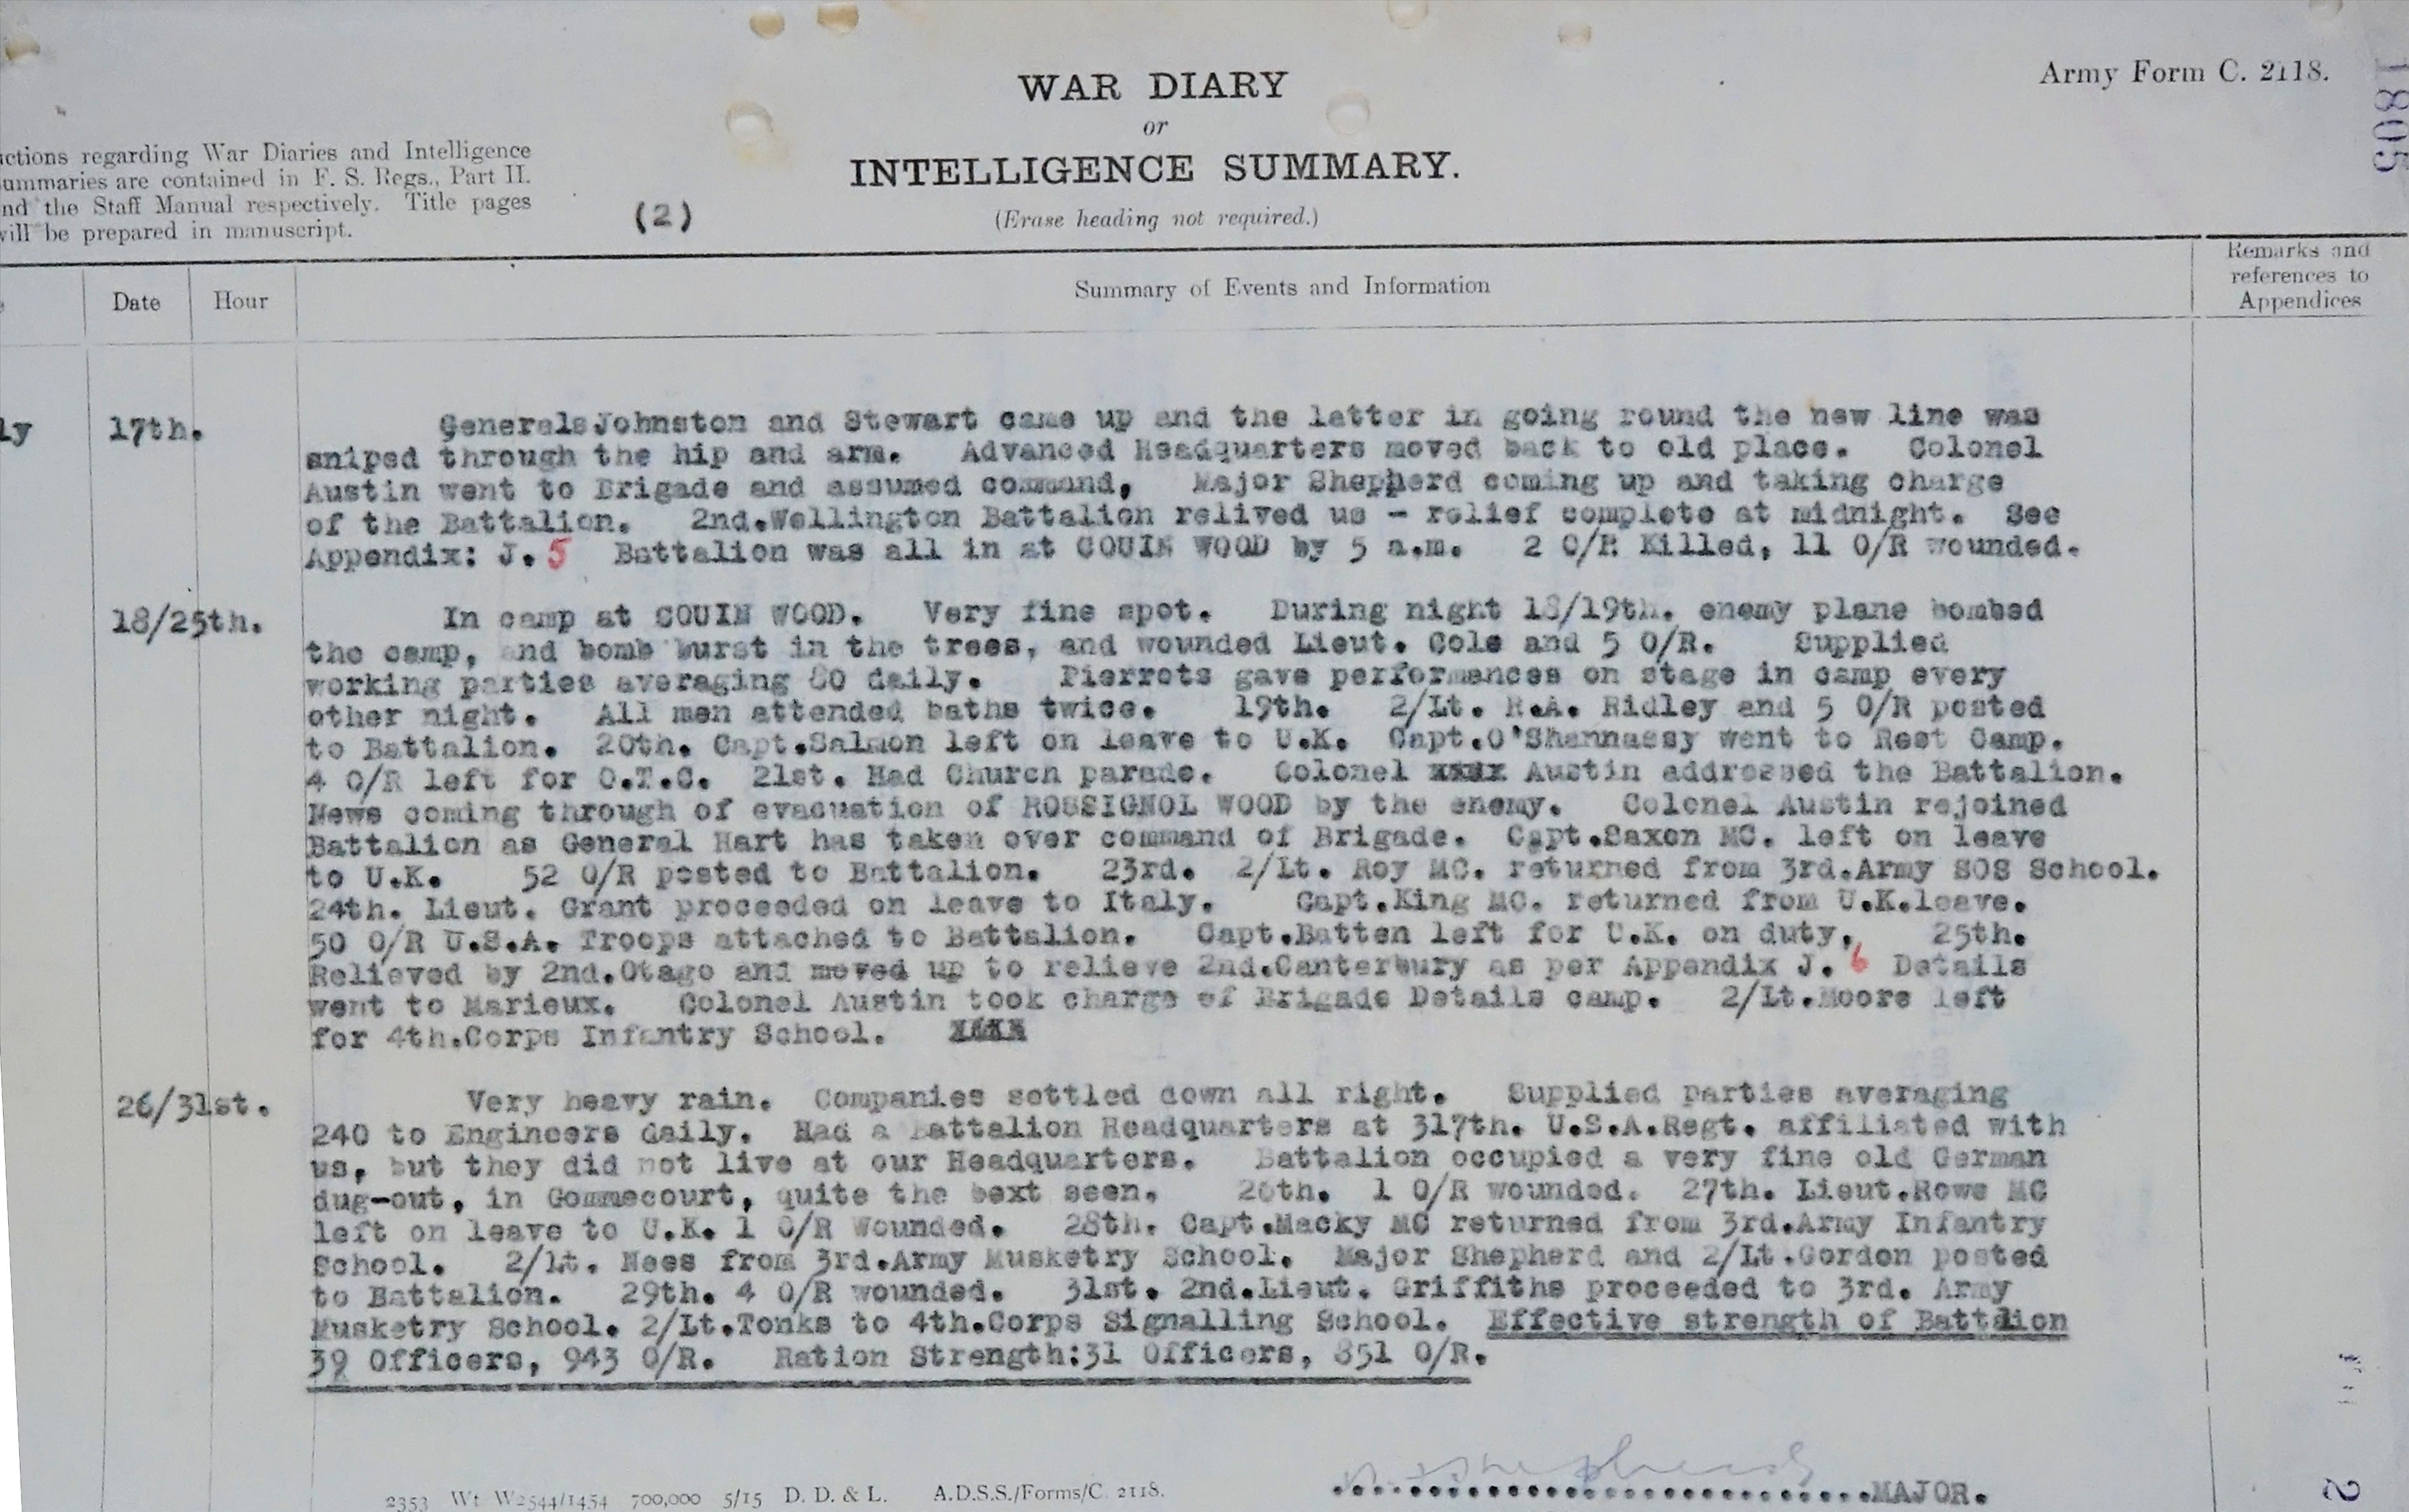 Army Form C. 2118.
1805
WAR DIARY
or
INTELLIGENCE SUMMARY.
(Erase heading not required.)
ctions regarding War Diaries and Intelligence
ummaries are contained in F. S. Regs., Part II.
nd the Staff Manual respectively. Title pages
will be prepared in manuscript.
(2)
Date
Hour
Summary of Events and Information
Remarks and
references to
Appendices
ly 17th. Generals Johnston and Stewart came up and the latter in going round the new line was
sniped through the hip and arm. Advanced Headquarters moved back to old place. Colonel
Austin went to Brigade and assumed command, Major Shepherd coming up and taking charge
of the Battalion. 2nd.Wellington Battalion relived us - relief complete at midnight. See
Appendix: J.5 Battalion was all in at COUIN WOOD by 5 a.m. 2 O/R Killed, 11 O/R wounded.
18/25th. In camp at COUIN WOOD. Very fine spot. During night 18/19th. enemy plane bombed
the camp, and bomb burst in the trees, and wounded Lieut. Cole and 5 O/R. Supplied
working parties averaging 80 daily. Pierrots gave performances on stage in camp every
other night. All men attended baths twice. 19th. 2/Lt. R.A. Ridley and 5 O/R posted
to Battalion. 20th. Capt.Salmon left on leave to U.K. Capt.O'Shannassy went to Rest Camp.
4 O/R left for O.T.C. 21st. Had Church parade. Colonel xxxx Austin addressed the Battalion.
News coming through of evacuation of ROSSIGNOL WOOD by the enemy. Colonel Austin rejoined
Battalion as General Hart has taken over command of Brigade. Capt.Saxon MC. left on leave
to U.K. 52 O/R posted to Battalion. 23rd. 2/Lt. Roy MC. returned from 3rd.Army SOS School.
24th. Lieut. Grant proceeded on leave to Italy. Capt.King MC. returned from U.K.leave.
50 O/R U.S.A. Troops attached to Battalion. Capt.Batten left for U.K. on duty. 25th.
Relieved by 2nd.Otago and moved up to relieve 2nd.Canterbury as per Appendix J.6 Details
went to Marieux. Colonel Austin took charge of Brigade Details camp. 2/Lt.Moore left
for 4th.Corps Infantry School.
26/31st. Very heavy rain. Companies settled down all right. Supplied parties averaging
240 to Engineers daily. Had a Battalion Headquarters at 317th. U.S.A.Regt. affiliated with
us, but they did not live at our Headquarters. Battalion occupied a very fine old German
dug-out, in Gommecourt, quite the best seen. 26th. 1 O/R wounded. 27th. Lieut.Rowe MC
left on leave to U.K. 1 O/R Wounded. 28th. Capt.Macky MC returned from 3rd.Army Infantry
School. 2/Lt. Nees from 3rd.Army Musketry School. Major Shepherd and 2/Lt.Gordon posted
to Battalion. 29th. 4 O/R wounded. 31st. 2nd.Lieut. Griffiths proceeded to 3rd. Army
Musketry School. 2/Lt.Tonks to 4th.Corps Signalling School. Effective strength of Battalion
39 Officers, 943 O/R. Ration Strength:31 Officers, 851 O/R.
2353 Wt W2544/1454 700,000 5/15 D. D. & L. A.D.S.S./Forms/C. 2118.
MAJOR.
2